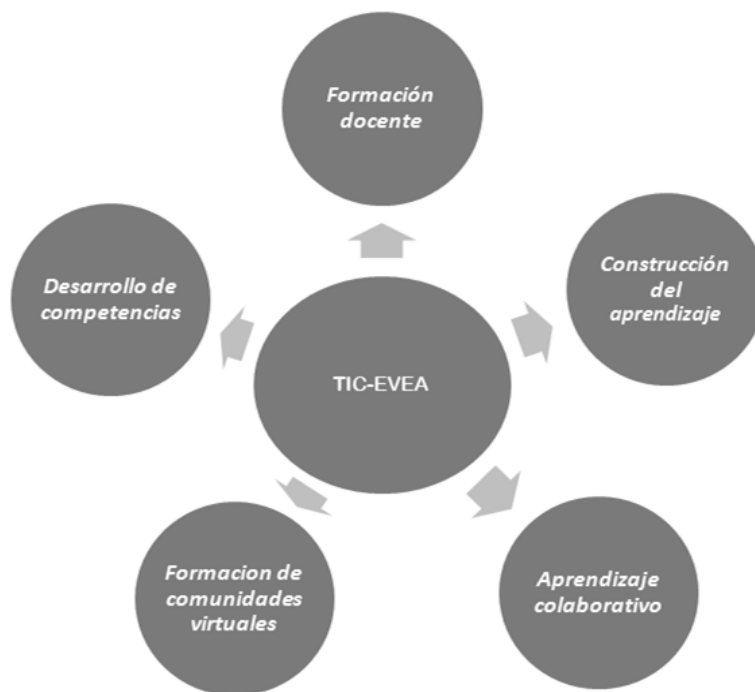 Formación
docente
Construcción
del
aprendizaje
Desarrollo de
competencias
TIC-EVEA
Formacion de
comunidades
virtuales
Aprendizaje
colaborativo